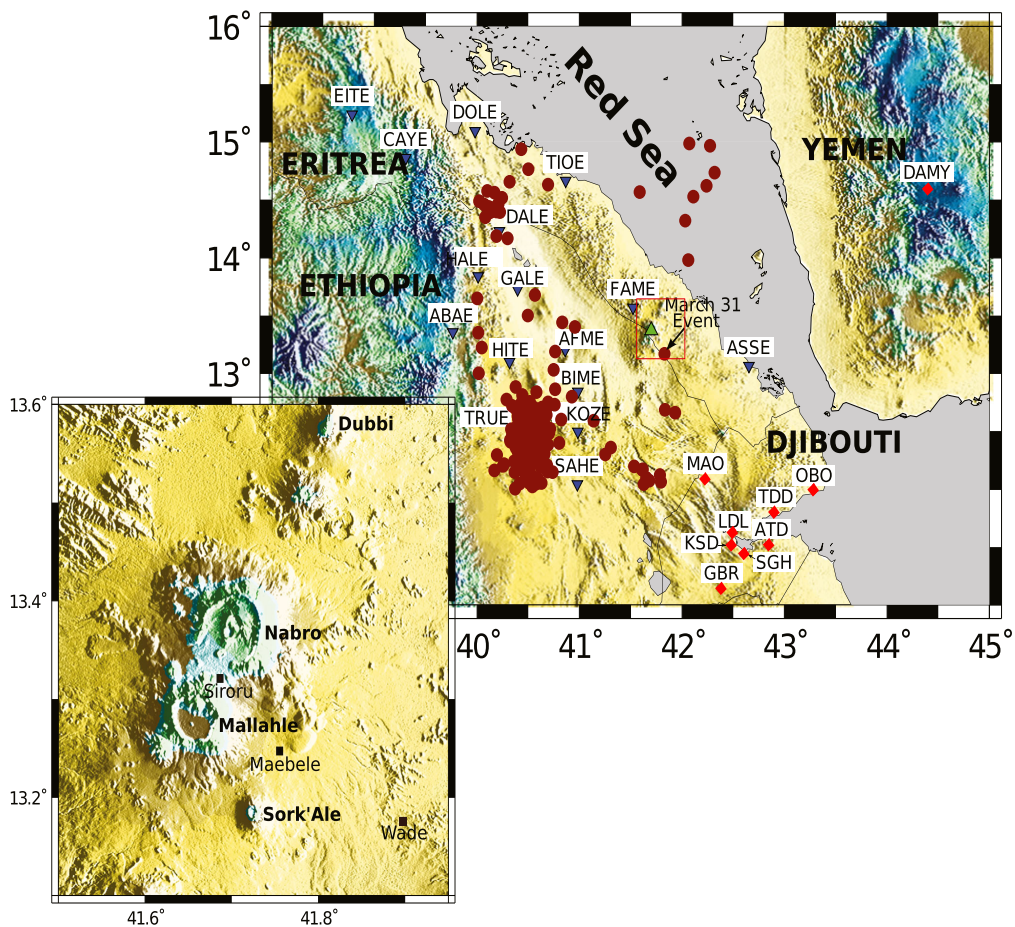 16°
Red Sea
EITE
DOLE
15°
CAYE
YEMEN
ERITREA
TIOE
DAMY
DALE
14°
HALE
GALE
ETHIOPIA
FAME
March 31
Event
ABAE
AFME
HITE
ASSE
13°
BIME
13.6°
TRUE
KOZE
Dubbi
DJIBOUTI
SAHE
MAO
OBO
TDD
LDL
ATD
KSD
SGH
GBR
13.4°
Nabro
40°
41°
42°
43°
44°
45°
Siroru
Mallahle
Maebele
13.2°
Sork'Ale
Wade
41.6°
41.8°